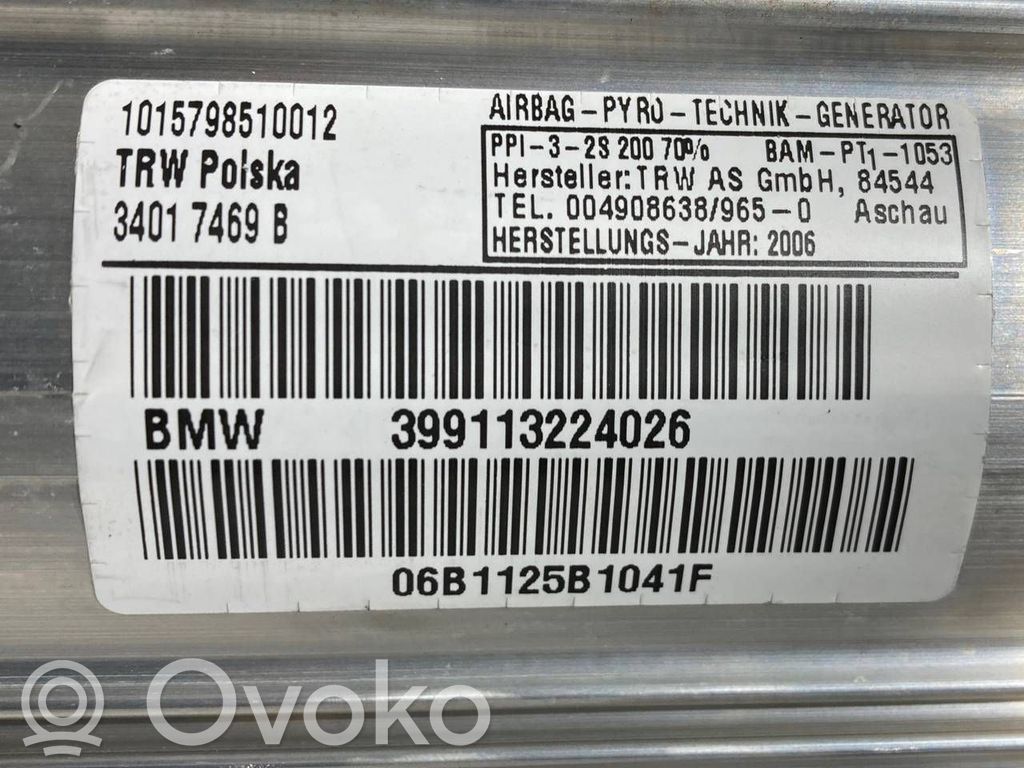 1015798510012
TRW Polska
3401 7469 B
AIRBAG-PYRO-TECHNIK-GENERATOR
PPI-3-2S 200 70% BAM-PT1-1053
Hersteller: TRW AS GmbH, 84544
TEL. 004908638/965-0 Aschau
HERSTELLUNGS-JAHR: 2006
BMW 399113224026
06B1125B1041F
Ovoko